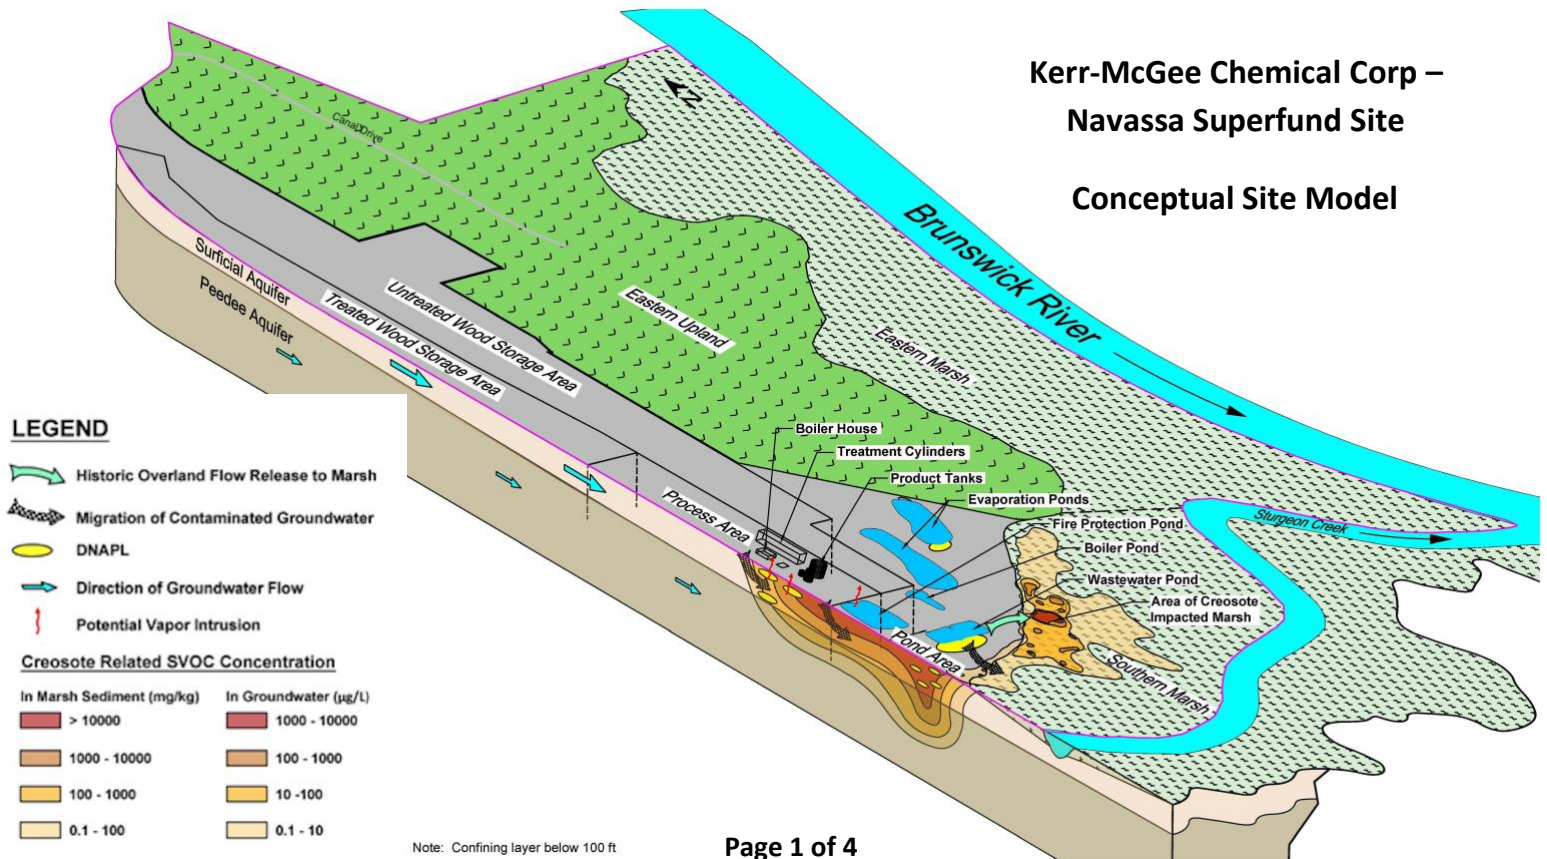 Kerr-McGee Chemical Corp –
Navassa Superfund Site
Conceptual Site Model
N
Canal Drive
Brunswick River
Surficial Aquifer
Peedee Aquifer
Treated Wood Storage Area
Untreated Wood Storage Area
Eastern Upland
Eastern Marsh
Boiler House
Treatment Cylinders
Product Tanks
Evaporation Ponds
Fire Protection Pond
Boiler Pond
Wastewater Pond
Area of Creosote
Impacted Marsh
Process Area
Pond Area
Sturgeon Creek
Southern Marsh
LEGEND
Historic Overland Flow Release to Marsh
Migration of Contaminated Groundwater
DNAPL
Direction of Groundwater Flow
Potential Vapor Intrusion
Creosote Related SVOC Concentration
In Marsh Sediment (mg/kg) In Groundwater (µg/L)
> 10000 1000 - 10000
1000 - 10000 100 - 1000
100 - 1000 10 -100
0.1 - 100 0.1 - 10
Note: Confining layer below 100 ft
Page 1 of 4